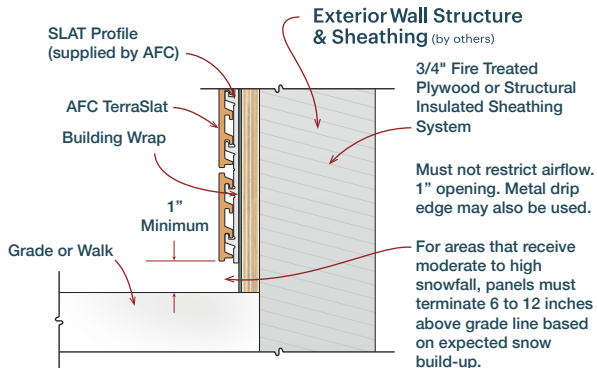 Exterior Wall Structure
& Sheathing (by others)
SLAT Profile
(supplied by AFC)
3/4" Fire Treated
Plywood or Structural
Insulated Sheathing
System
AFC TerraSlat
Building Wrap
Must not restrict airflow.
1” opening. Metal drip
edge may also be used.
1”
Minimum
Grade or Walk
For areas that receive
moderate to high
snowfall, panels must
terminate 6 to 12 inches
above grade line based
on expected snow
build-up.